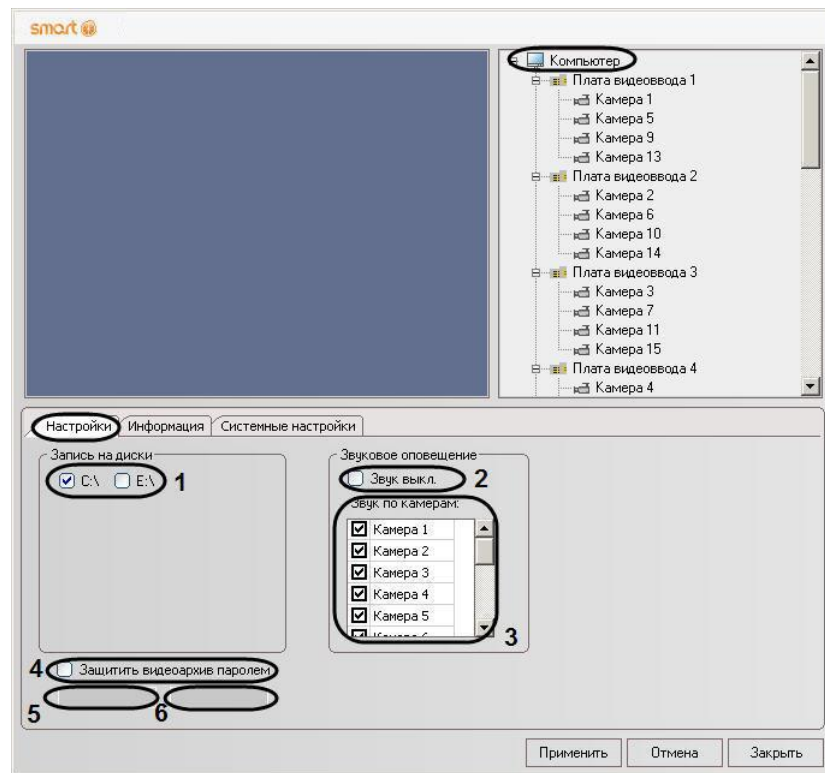 smart
Компьютер
Плата видеоввода 1
Камера 1
Камера 5
Камера 9
Камера 13
Плата видеоввода 2
Камера 2
Камера 6
Камера 10
Камера 14
Плата видеоввода 3
Камера 3
Камера 7
Камера 11
Камера 15
Плата видеоввода 4
Камера 4
Настройки Информация Системные настройки
Запись на диски
C:\ E:\ 1
Звуковое оповещение
Звук выкл. 2
Звук по камерам:
Камера 1
Камера 2
Камера 3
Камера 4
Камера 5
Камера 6
3
4 Защитить видеоархив паролем
5 6
Применить Отмена Закрыть